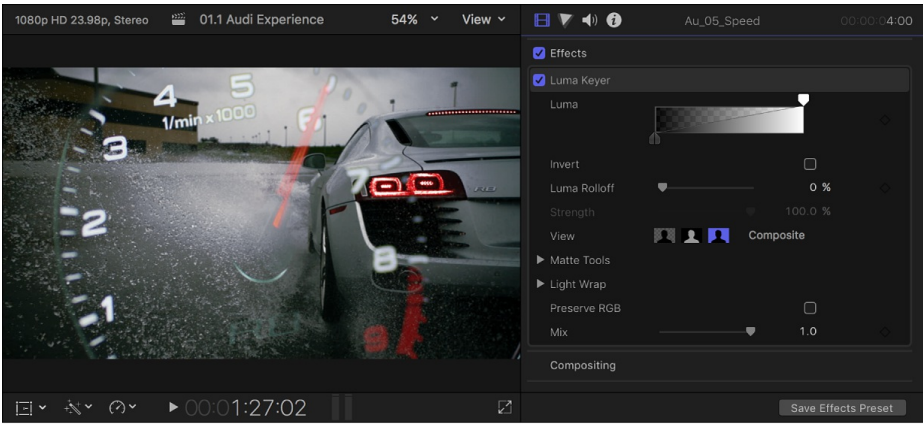 1080p HD 23.98p, Stereo 01.1 Audi Experience 54% View
Au_05_Speed 00:00:04:00
Effects
Luma Keyer
Luma
Invert
Luma Rolloff 0 %
Strength 100.0 %
View Composite
Matte Tools
Light Wrap
Preserve RGB
Mix 1.0
Compositing
Save Effects Preset
5
4
1/min x 1000
6
3
7
R8
2
8
1
9
00:01:27:02